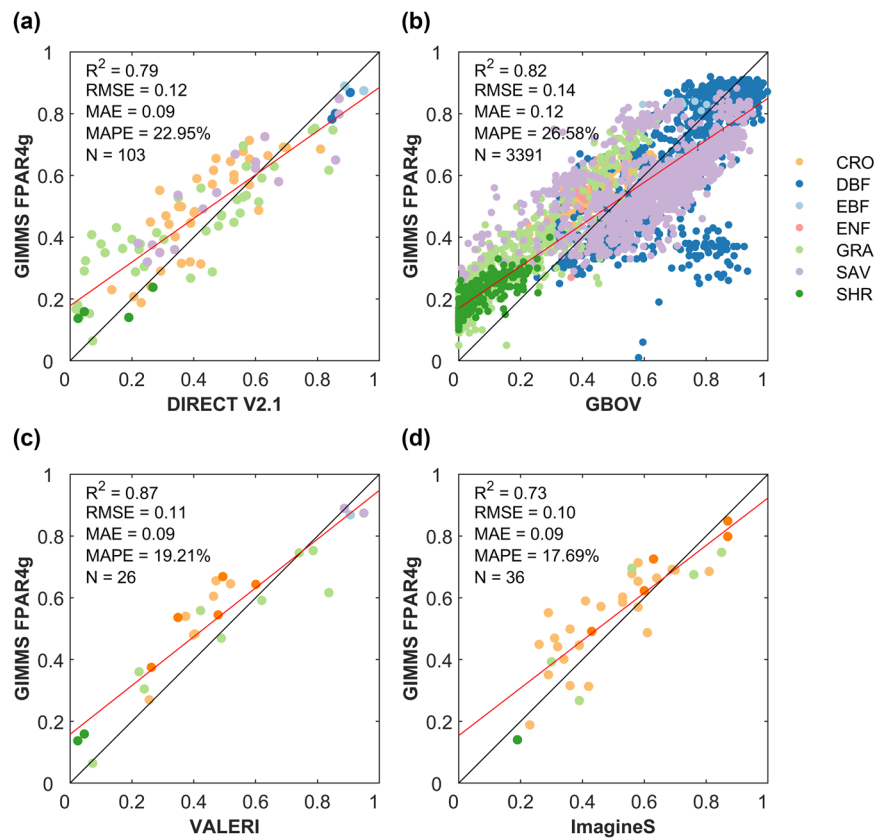 (a)
R² = 0.79
RMSE = 0.12
MAE = 0.09
MAPE = 22.95%
N = 103
GIMMS FPAR4g
1
0.8
0.6
0.4
0.2
0
0 0.2 0.4 0.6 0.8 1
DIRECT V2.1
(b)
R² = 0.82
RMSE = 0.14
MAE = 0.12
MAPE = 26.58%
N = 3391
GIMMS FPAR4g
1
0.8
0.6
0.4
0.2
0
0 0.2 0.4 0.6 0.8 1
GBOV
CRO
DBF
EBF
ENF
GRA
SAV
SHR
(c)
R² = 0.87
RMSE = 0.11
MAE = 0.09
MAPE = 19.21%
N = 26
GIMMS FPAR4g
1
0.8
0.6
0.4
0.2
0
0 0.2 0.4 0.6 0.8 1
VALERI
(d)
R² = 0.73
RMSE = 0.10
MAE = 0.09
MAPE = 17.69%
N = 36
GIMMS FPAR4g
1
0.8
0.6
0.4
0.2
0
0 0.2 0.4 0.6 0.8 1
ImagineS